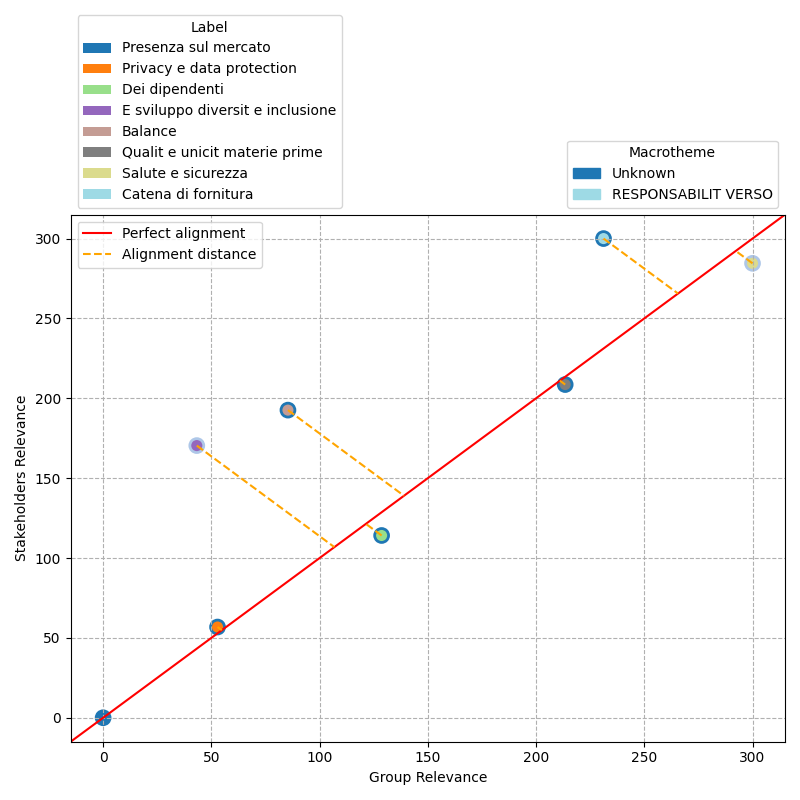 Label
Presenza sul mercato
Privacy e data protection
Dei dipendenti
E sviluppo diversit e inclusione
Balance
Qualit e unicit materie prime
Salute e sicurezza
Catena di fornitura
Macrotheme
Unknown
RESPONSABILIT VERSO
Perfect alignment
Alignment distance
300
250
200
150
100
50
0
Stakeholders Relevance
0 50 100 150 200 250 300
Group Relevance